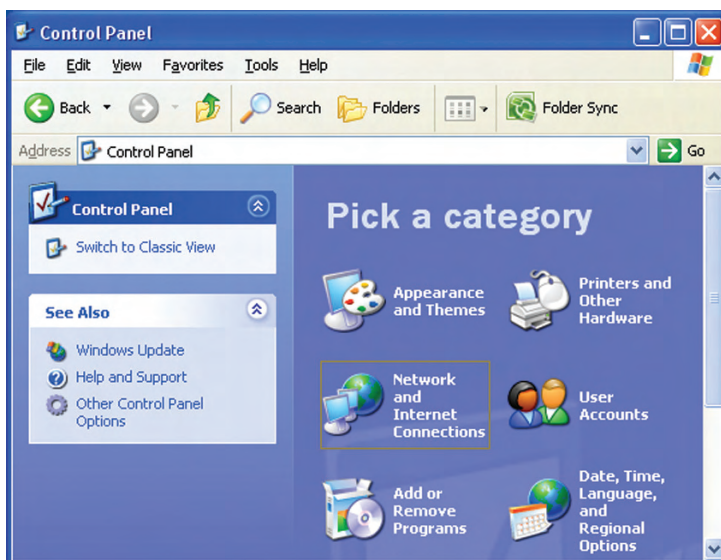 Control Panel
File Edit View Favorites Tools Help
Back Search Folders Folder Sync
Address Control Panel Go
Control Panel
Switch to Classic View
See Also
Windows Update
Help and Support
Other Control Panel
Options
Pick a category
Appearance
and Themes
Printers and
Other
Hardware
Network
and
Internet
Connections
User
Accounts
Add or
Remove
Programs
Date, Time,
Language,
and
Regional
Options